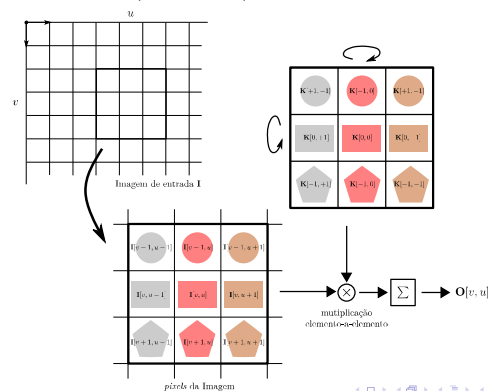 u
v
Imagem de entrada I
K[+1,−1] K[−1,0] K[+1,−1]
K[0,+1] K[0,0] K[0,−1]
K[−1,+1] K[−1,0] K[−1,−1]
I[v−1,u−1] I[v−1,u] I[v−1,u+1]
I[v,u−1] I[v,u] I[v,u+1]
I[v+1,u−1] I[v+1,u] I[v+1,u+1]
× ∑ O[v,u]
mutiplicação
elemento-a-elemento
pixels da Imagem